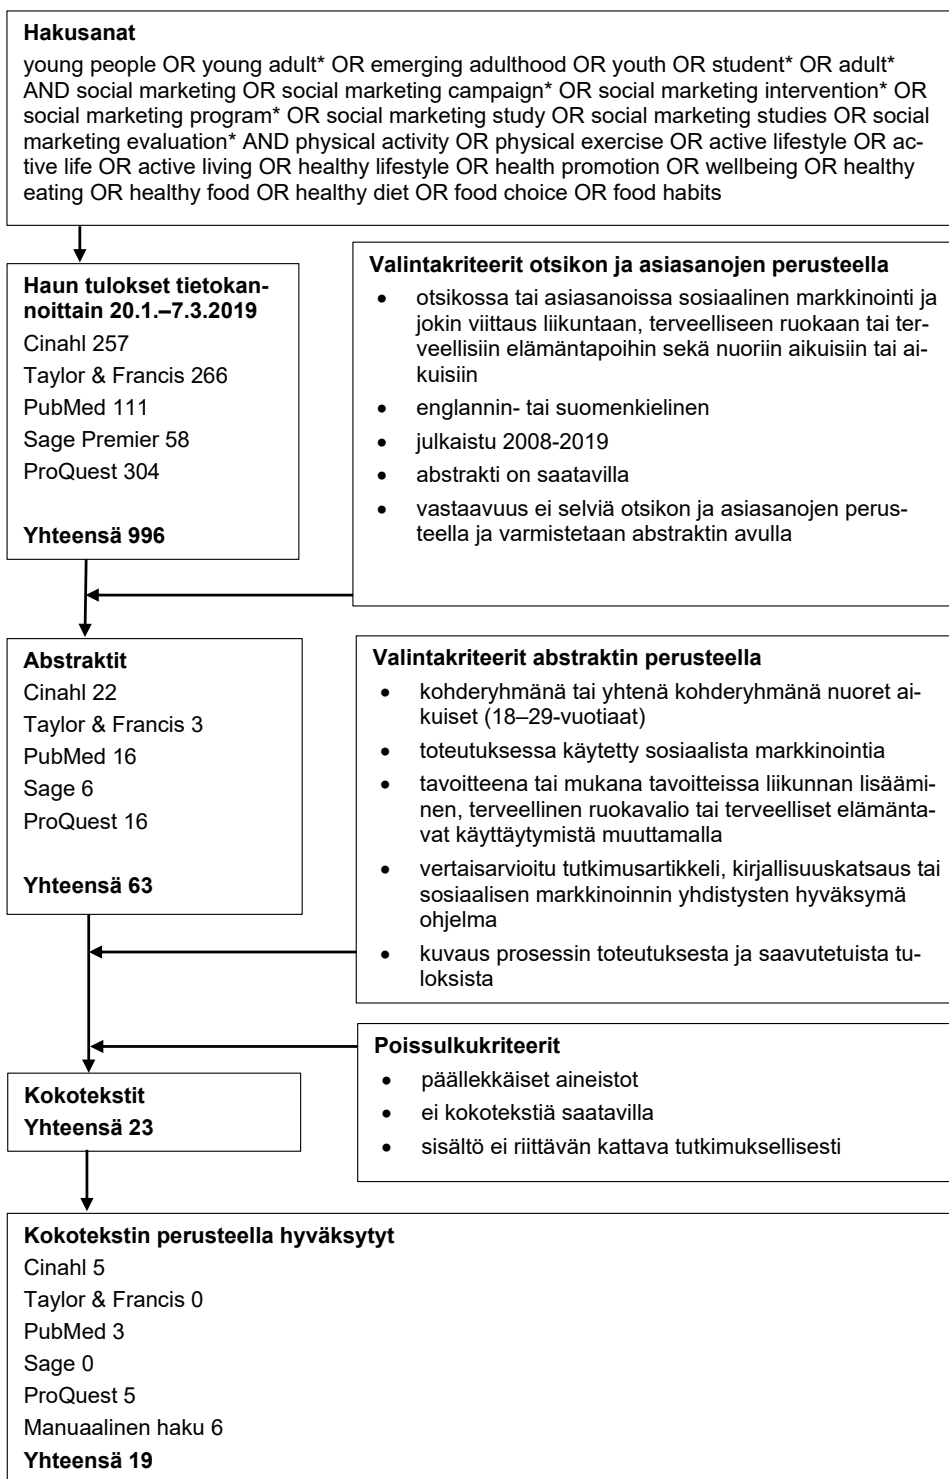 Hakusanat
young people OR young adult* OR emerging adulthood OR youth OR student* OR adult*
AND social marketing OR social marketing campaign* OR social marketing intervention* OR
social marketing program* OR social marketing study OR social marketing studies OR social
marketing evaluation* AND physical activity OR physical exercise OR active lifestyle OR ac-
tive life OR active living OR healthy lifestyle OR health promotion OR wellbeing OR healthy
eating OR healthy food OR healthy diet OR food choice OR food habits
Haun tulokset tietokan-
noittain 20.1.–7.3.2019
Cinahl 257
Taylor & Francis 266
PubMed 111
Sage Premier 58
ProQuest 304
Yhteensä 996
Valintakriteerit otsikon ja asiasanojen perusteella
• otsikossa tai asiasanoissa sosiaalinen markkinointi ja
jokin viittaus liikuntaan, terveelliseen ruokaan tai ter-
veellisiin elämäntapoihin sekä nuoriin aikuisiin tai ai-
kuisiin
• englannin- tai suomenkielinen
• julkaistu 2008-2019
• abstrakti on saatavilla
• vastaavuus ei selviä otsikon ja asiasanojen perus-
teella ja varmistetaan abstraktin avulla
Abstraktit
Cinahl 22
Taylor & Francis 3
PubMed 16
Sage 6
ProQuest 16
Yhteensä 63
Valintakriteerit abstraktin perusteella
• kohderyhmänä tai yhtenä kohderyhmänä nuoret ai-
kuiset (18–29-vuotiaat)
• toteutuksessa käytetty sosiaalista markkinointia
• tavoitteena tai mukana tavoitteissa liikunnan lisäämi-
nen, terveellinen ruokavalio tai terveelliset elämänta-
vat käyttäytymistä muuttamalla
• vertaisarvioitu tutkimusartikkeli, kirjallisuuskatsaus tai
sosiaalisen markkinoinnin yhdistysten hyväksymä
ohjelma
• kuvaus prosessin toteutuksesta ja saavutetuista tu-
loksista
Poissulkukriteerit
• päällekkäiset aineistot
• ei kokotekstiä saatavilla
• sisältö ei riittävän kattava tutkimuksellisesti
Kokotekstit
Yhteensä 23
Kokotekstin perusteella hyväksytyt
Cinahl 5
Taylor & Francis 0
PubMed 3
Sage 0
ProQuest 5
Manuaalinen haku 6
Yhteensä 19